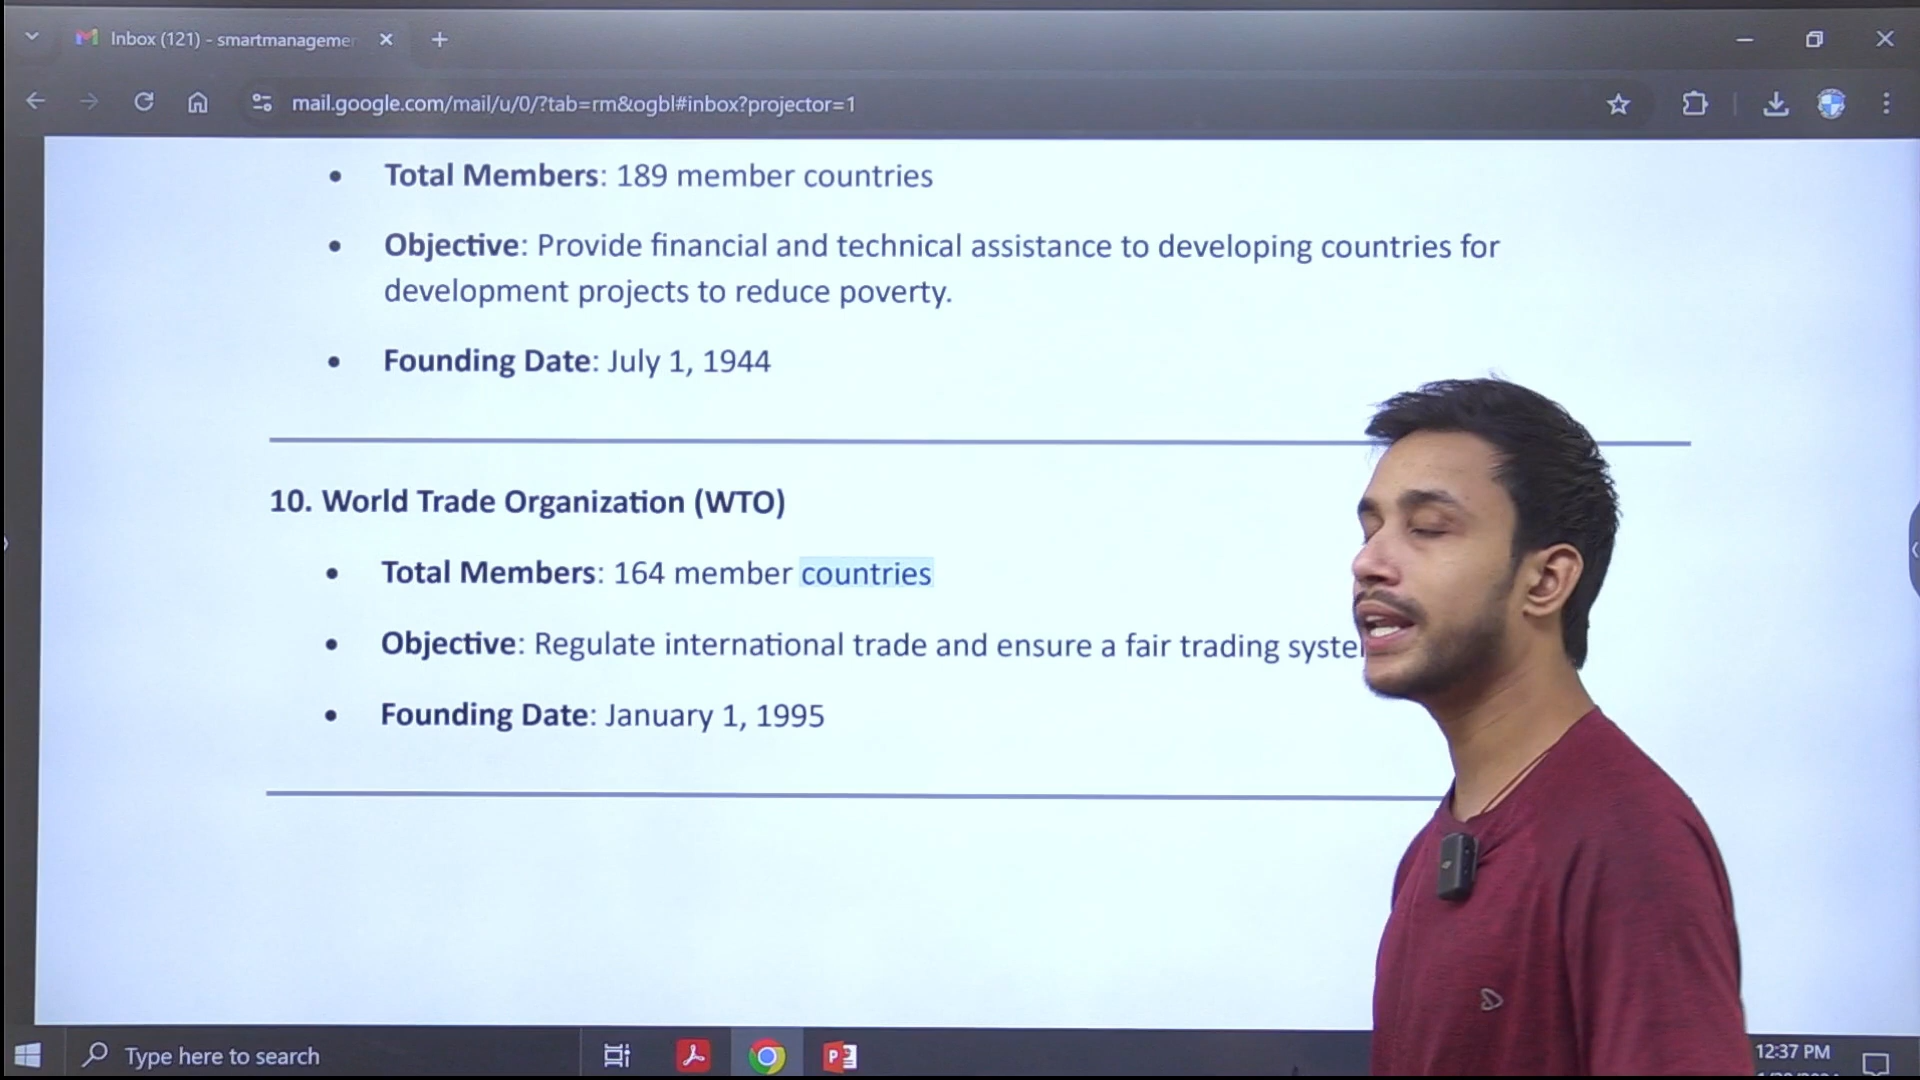 Inbox (121) - smartmanagemer
mail.google.com/mail/u/0/?tab=rm&ogbl#inbox?projector=1
• Total Members: 189 member countries
• Objective: Provide financial and technical assistance to developing countries for
development projects to reduce poverty.
• Founding Date: July 1, 1944
10. World Trade Organization (WTO)
• Total Members: 164 member countries
• Objective: Regulate international trade and ensure a fair trading syste
• Founding Date: January 1, 1995
Type here to search
12:37 PM